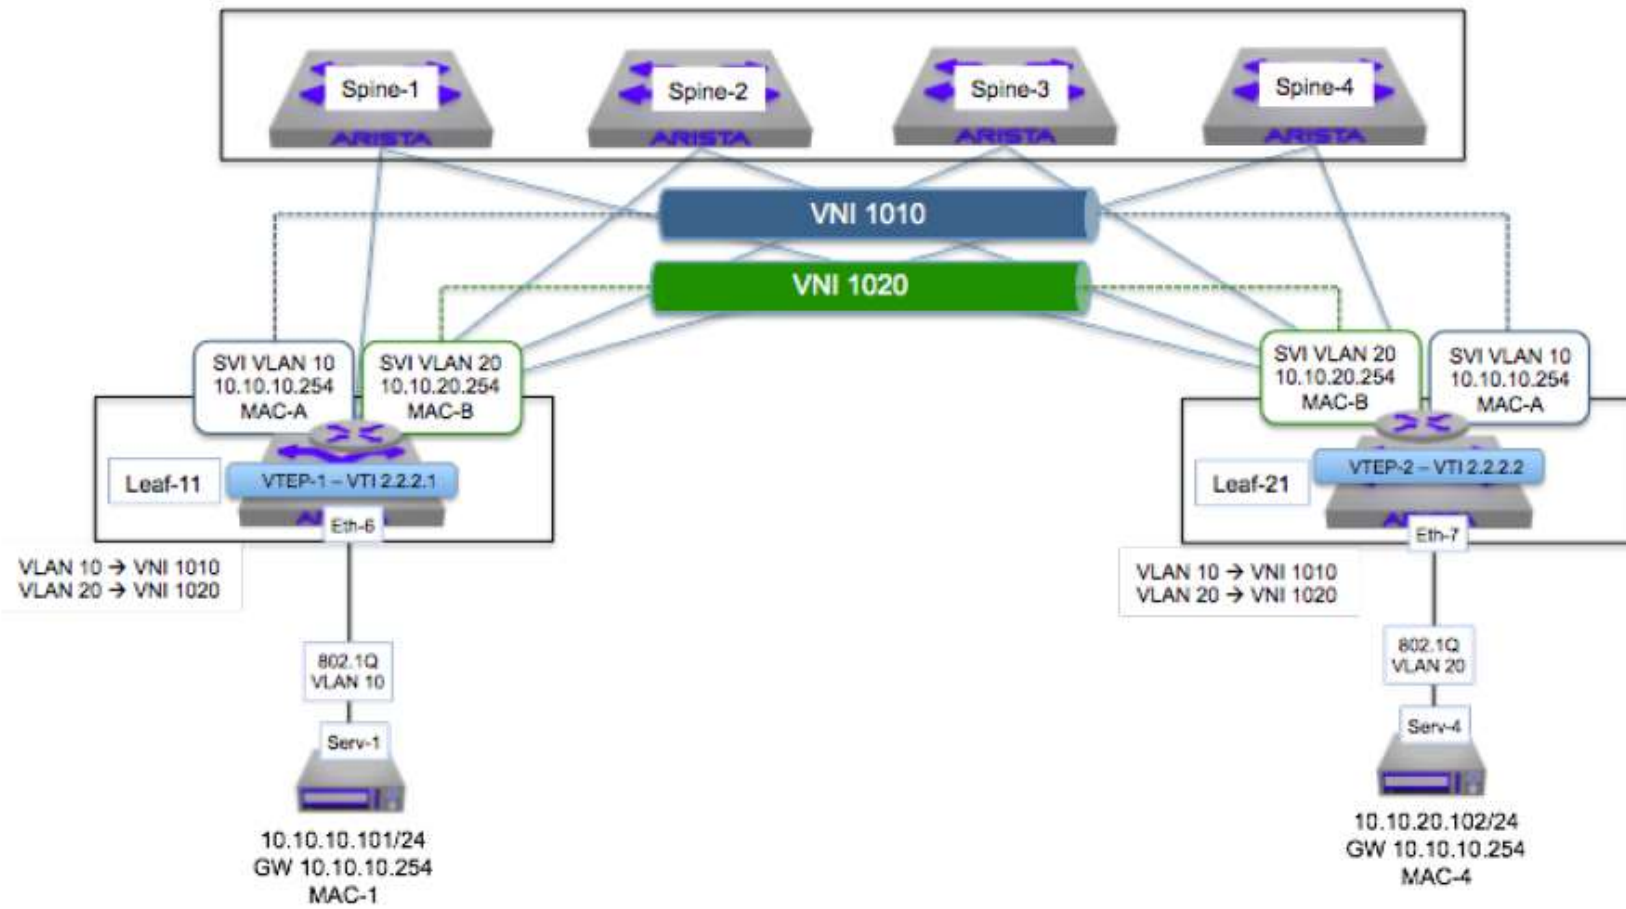 Spine-1
Spine-2
Spine-3
Spine-4
ARISTA
ARISTA
ARISTA
ARISTA
VNI 1010
VNI 1020
SVI VLAN 10
10.10.10.254
MAC-A
SVI VLAN 20
10.10.20.254
MAC-B
SVI VLAN 20
10.10.20.254
MAC-B
SVI VLAN 10
10.10.10.254
MAC-A
Leaf-11
VTEP-1 – VTI 2.2.2.1
Eth-6
Leaf-21
VTEP-2 – VTI 2.2.2.2
Eth-7
VLAN 10 → VNI 1010
VLAN 20 → VNI 1020
VLAN 10 → VNI 1010
VLAN 20 → VNI 1020
802.1Q
VLAN 10
802.1Q
VLAN 20
Serv-1
Serv-4
10.10.10.101/24
GW 10.10.10.254
MAC-1
10.10.20.102/24
GW 10.10.10.254
MAC-4